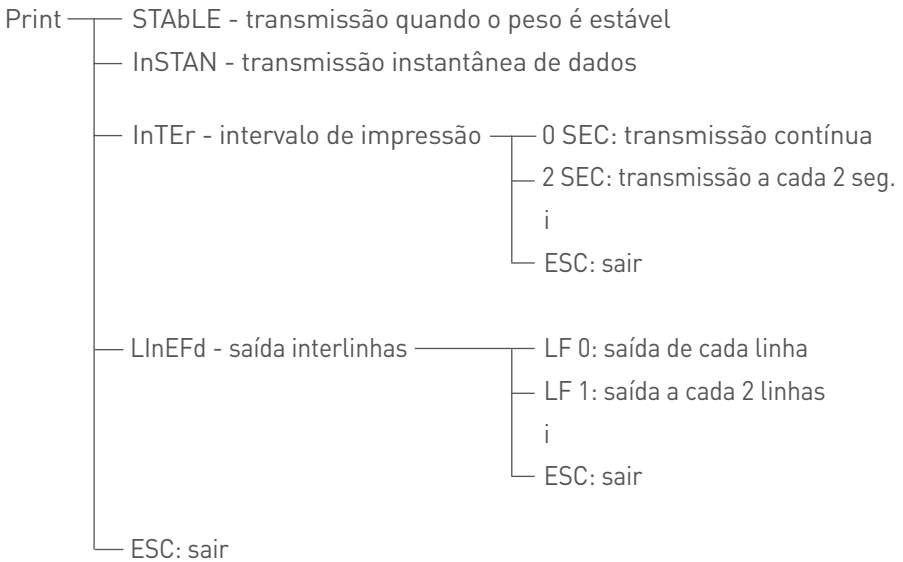 Print
STAbLE - transmissão quando o peso é estável
InSTAN - transmissão instantânea de dados
InTEr - intervalo de impressão
0 SEC: transmissão contínua
2 SEC: transmissão a cada 2 seg.
i
ESC: sair
LInEFd - saída interlinhas
LF 0: saída de cada linha
LF 1: saída a cada 2 linhas
i
ESC: sair
ESC: sair